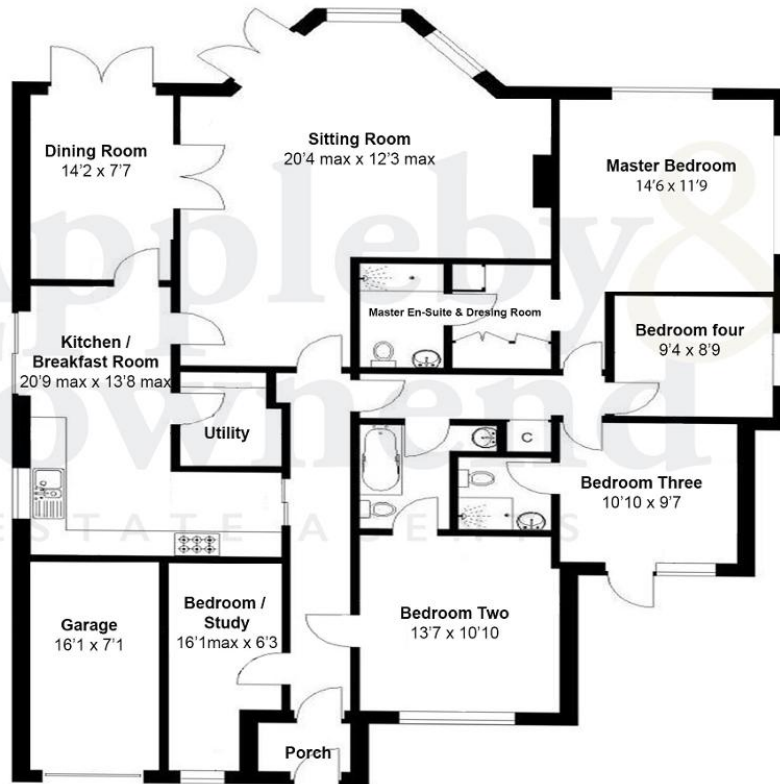 Dining Room
14'2 x 7'7
Sitting Room
20'4 max x 12'3 max
Master Bedroom
14'6 x 11'9
Appleby &
Townend
ESTATE AGENTS
Kitchen /
Breakfast Room
20'9 max x 13'8 max
Master En-Suite & Dresing Room
Bedroom four
9'4 x 8'9
Utility
C
Bedroom Three
10'10 x 9'7
Garage
16'1 x 7'1
Bedroom /
Study
16'1max x 6'3
Bedroom Two
13'7 x 10'10
Porch